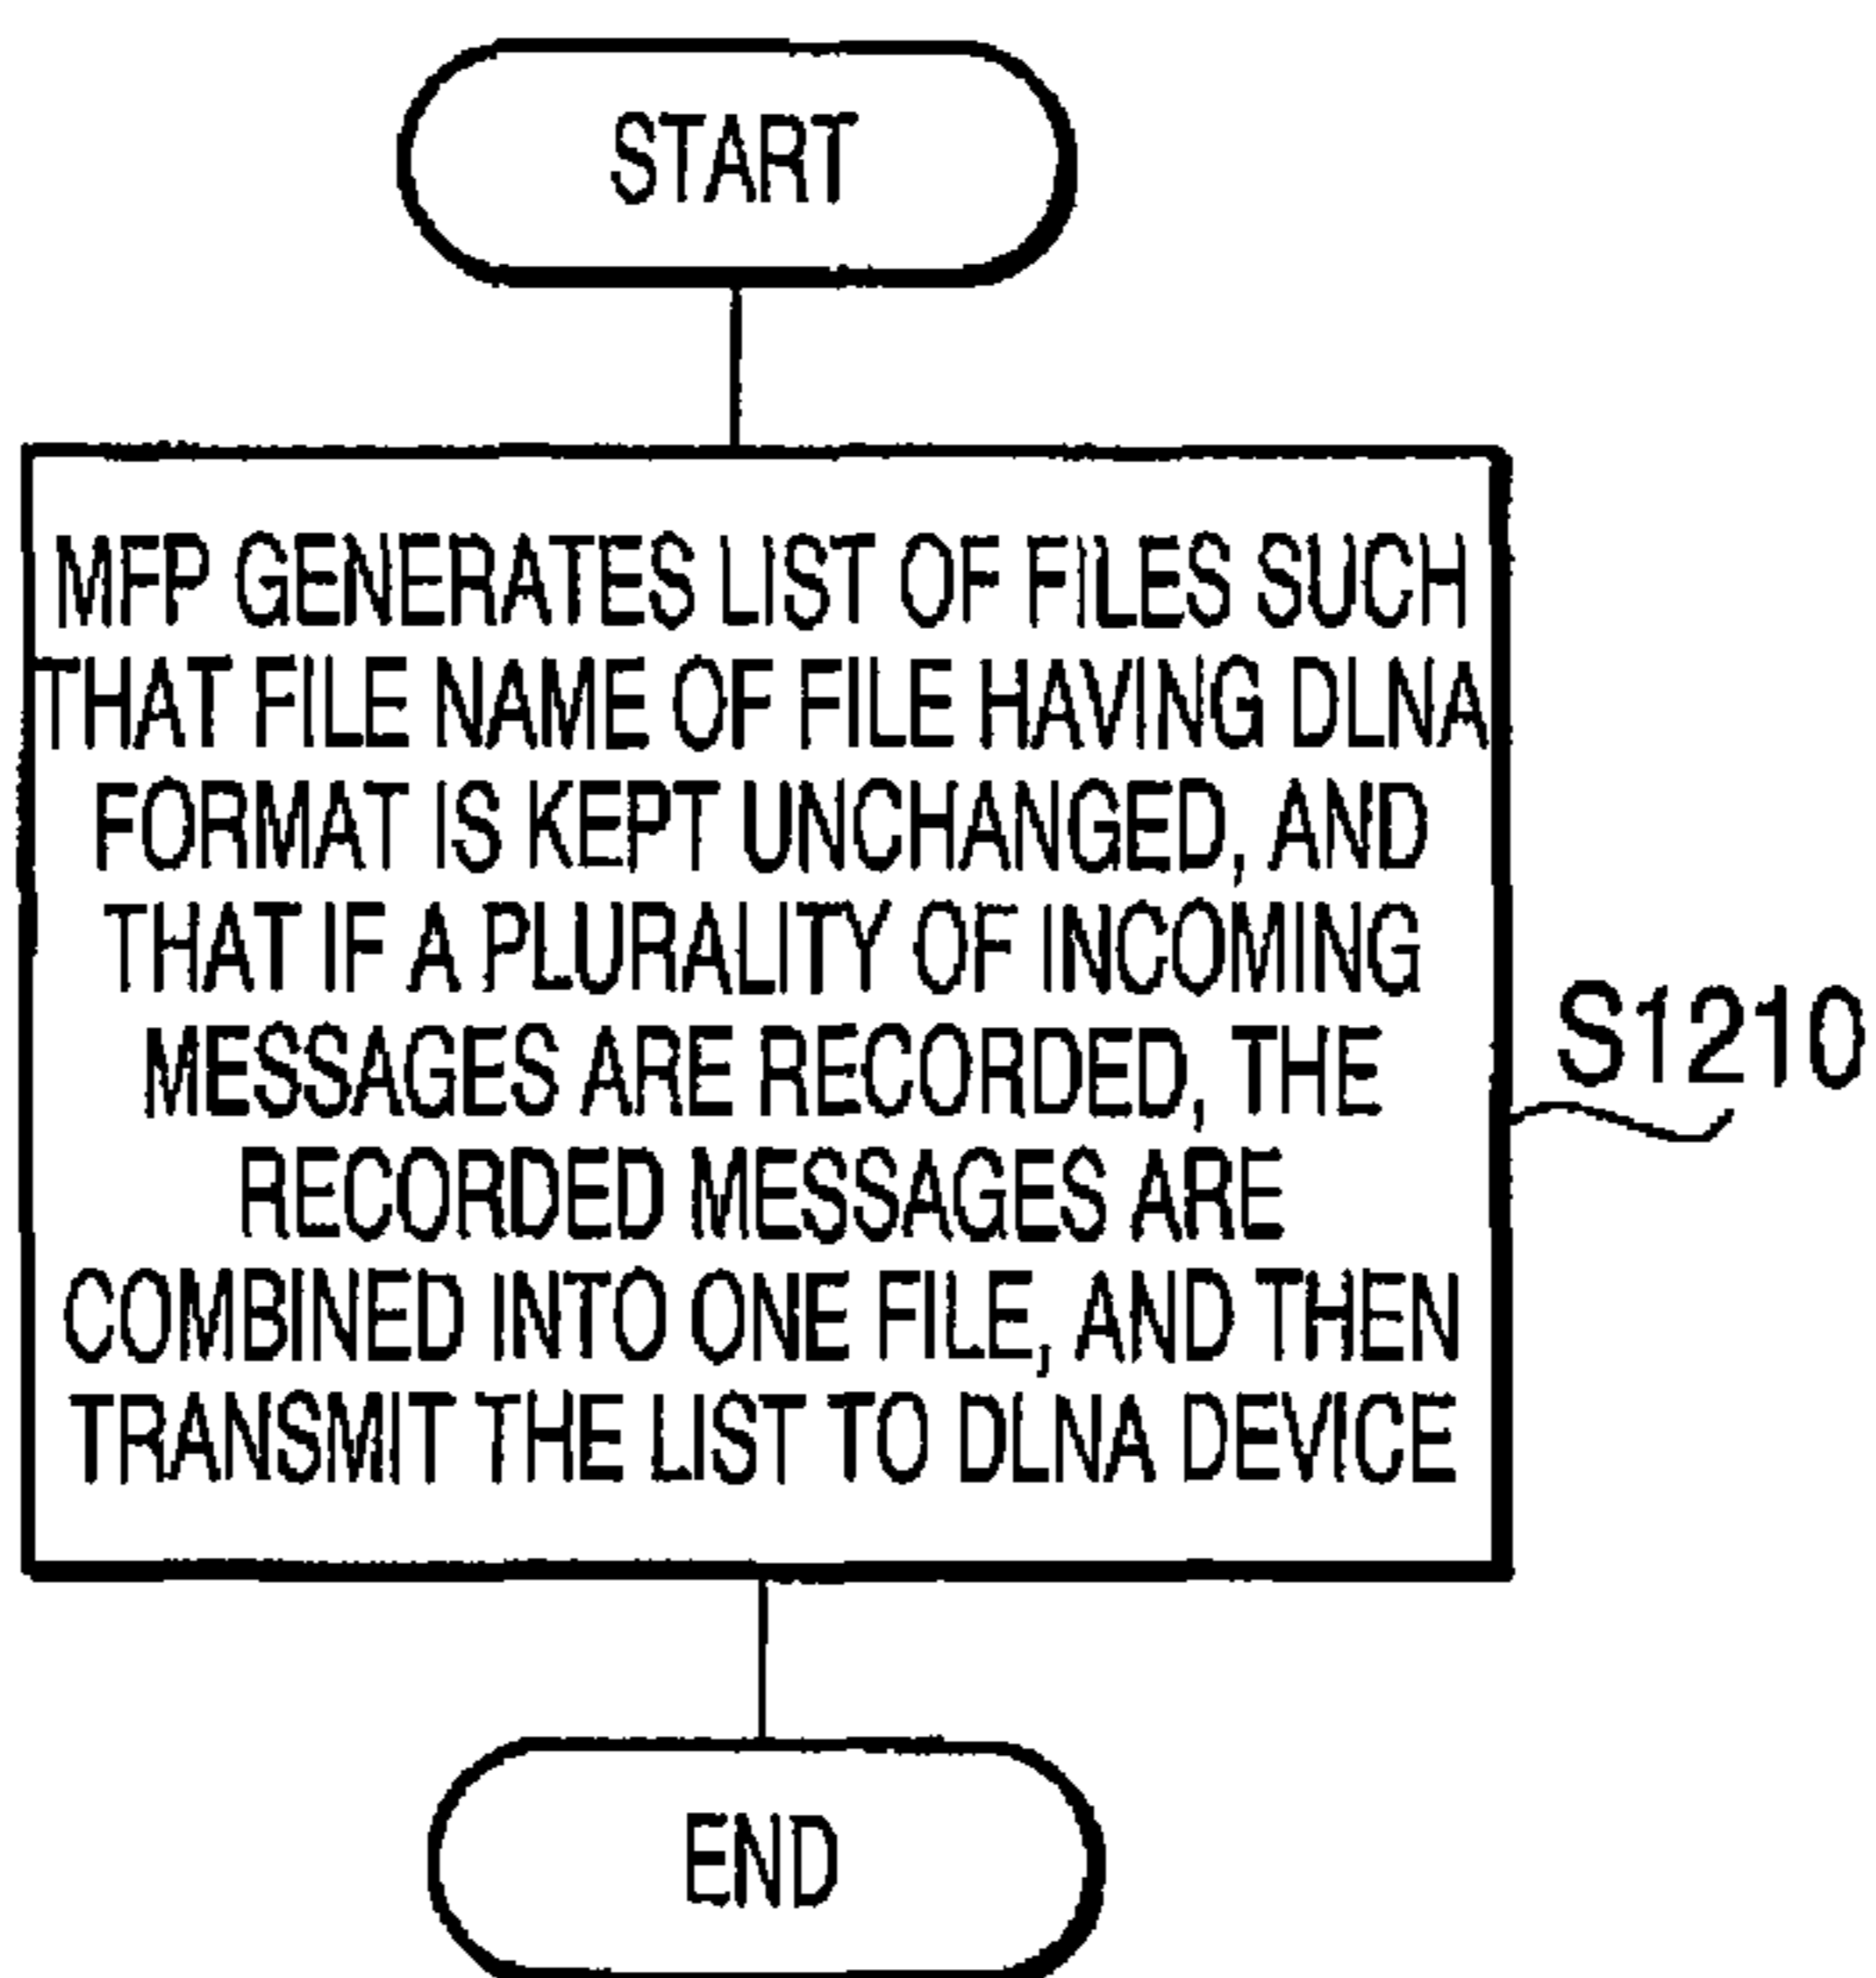 START
MFP GENERATES LIST OF FILES SUCH
THAT FILE NAME OF FILE HAVING DLNA
FORMAT IS KEPT UNCHANGED, AND
THAT IF A PLURALITY OF INCOMING
MESSAGES ARE RECORDED, THE
RECORDED MESSAGES ARE
COMBINED INTO ONE FILE, AND THEN
TRANSMIT THE LIST TO DLNA DEVICE
S1210
END